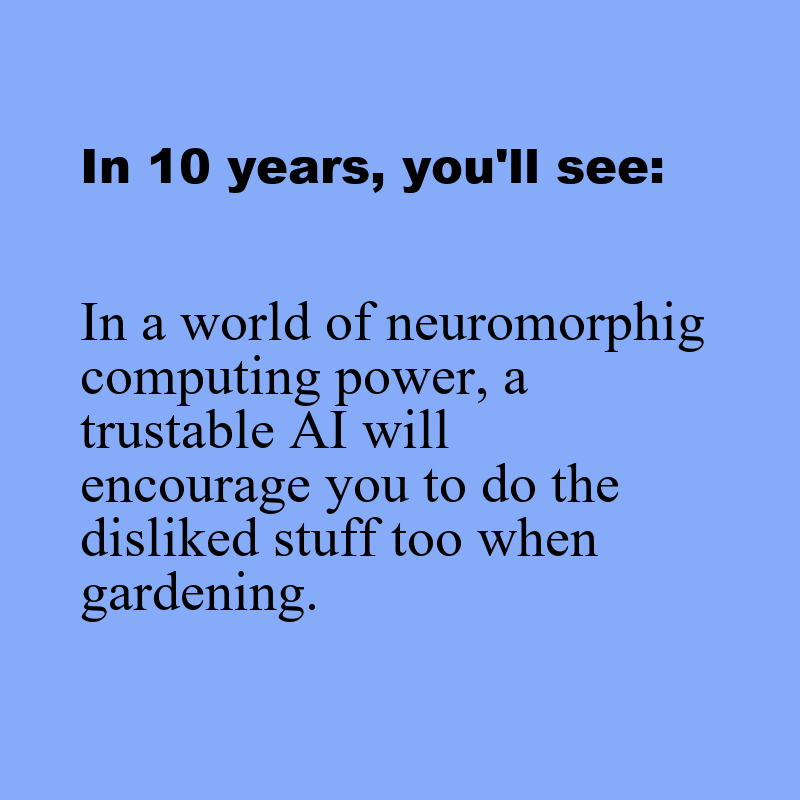 In 10 years, you'll see:
In a world of neuromorphig
computing power, a
trustable AI will
encourage you to do the
disliked stuff too when
gardening.